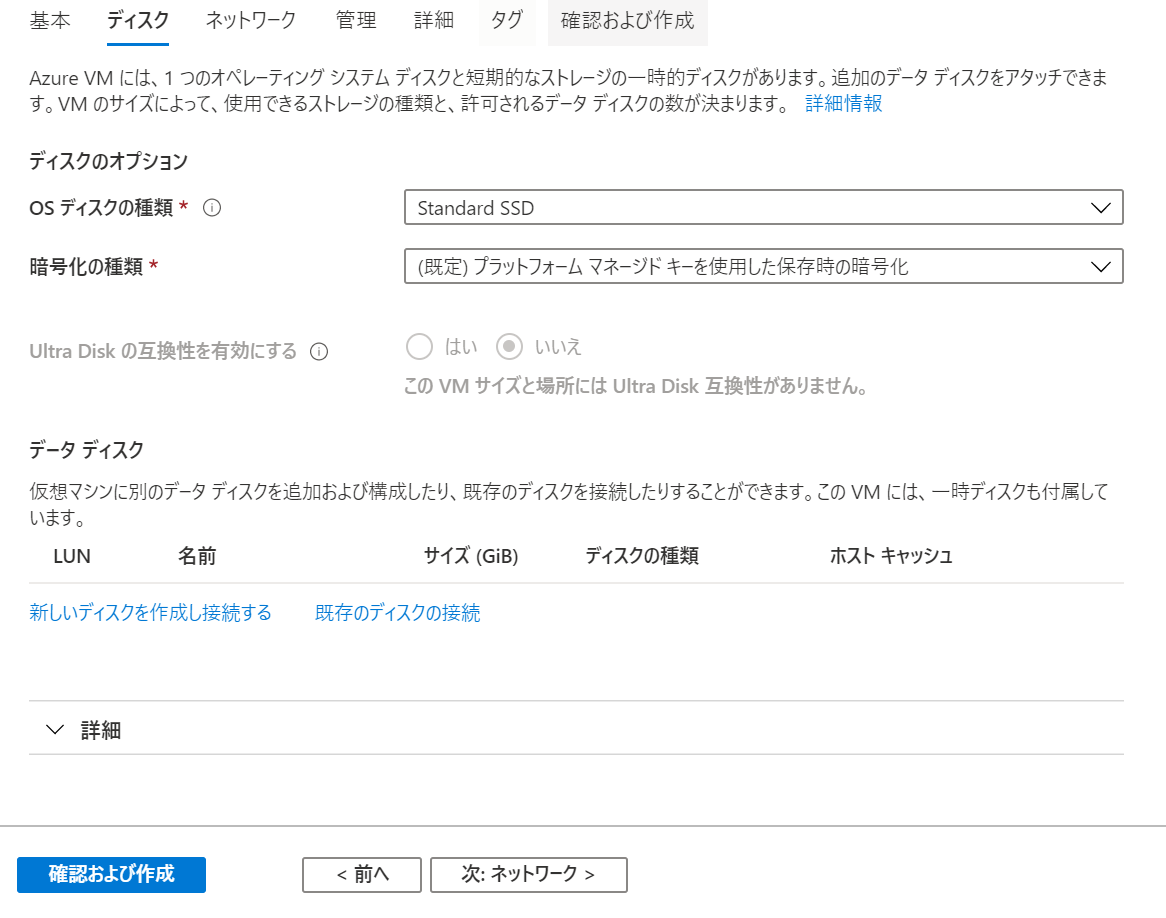 基本 ディスク ネットワーク 管理 詳細 タグ 確認および作成
Azure VM には、1 つのオペレーティング システム ディスクと短期的なストレージの一時的ディスクがあります。追加のデータ ディスクをアタッチできま
す。VM のサイズによって、使用できるストレージの種類と、許可されるデータ ディスクの数が決まります。 詳細情報
ディスクのオプション
OS ディスクの種類 * Standard SSD
暗号化の種類 * (既定) プラットフォーム マネージド キーを使用した保存時の暗号化
Ultra Disk の互換性を有効にする はい いいえ
この VM サイズと場所には Ultra Disk 互換性がありません。
データ ディスク
仮想マシンに別のデータ ディスクを追加および構成したり、既存のディスクを接続したりすることができます。この VM には、一時ディスクも付属して
います。
LUN 名前 サイズ (GiB) ディスクの種類 ホスト キャッシュ
新しいディスクを作成し接続する 既存のディスクの接続
詳細
確認および作成 < 前へ 次: ネットワーク >